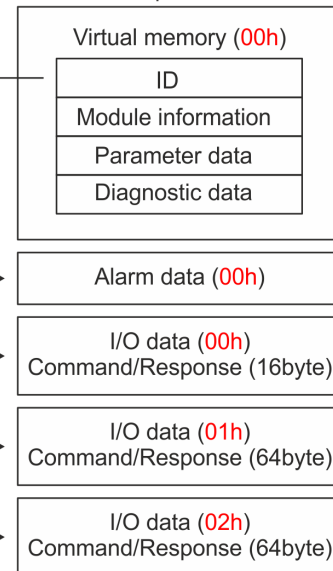 Virtual memory (00h)
ID
Module information
Parameter data
Diagnostic data
Alarm data (00h)
I/O data (00h)
Command/Response (16byte)
I/O data (01h)
Command/Response (64byte)
I/O data (02h)
Command/Response (64byte)